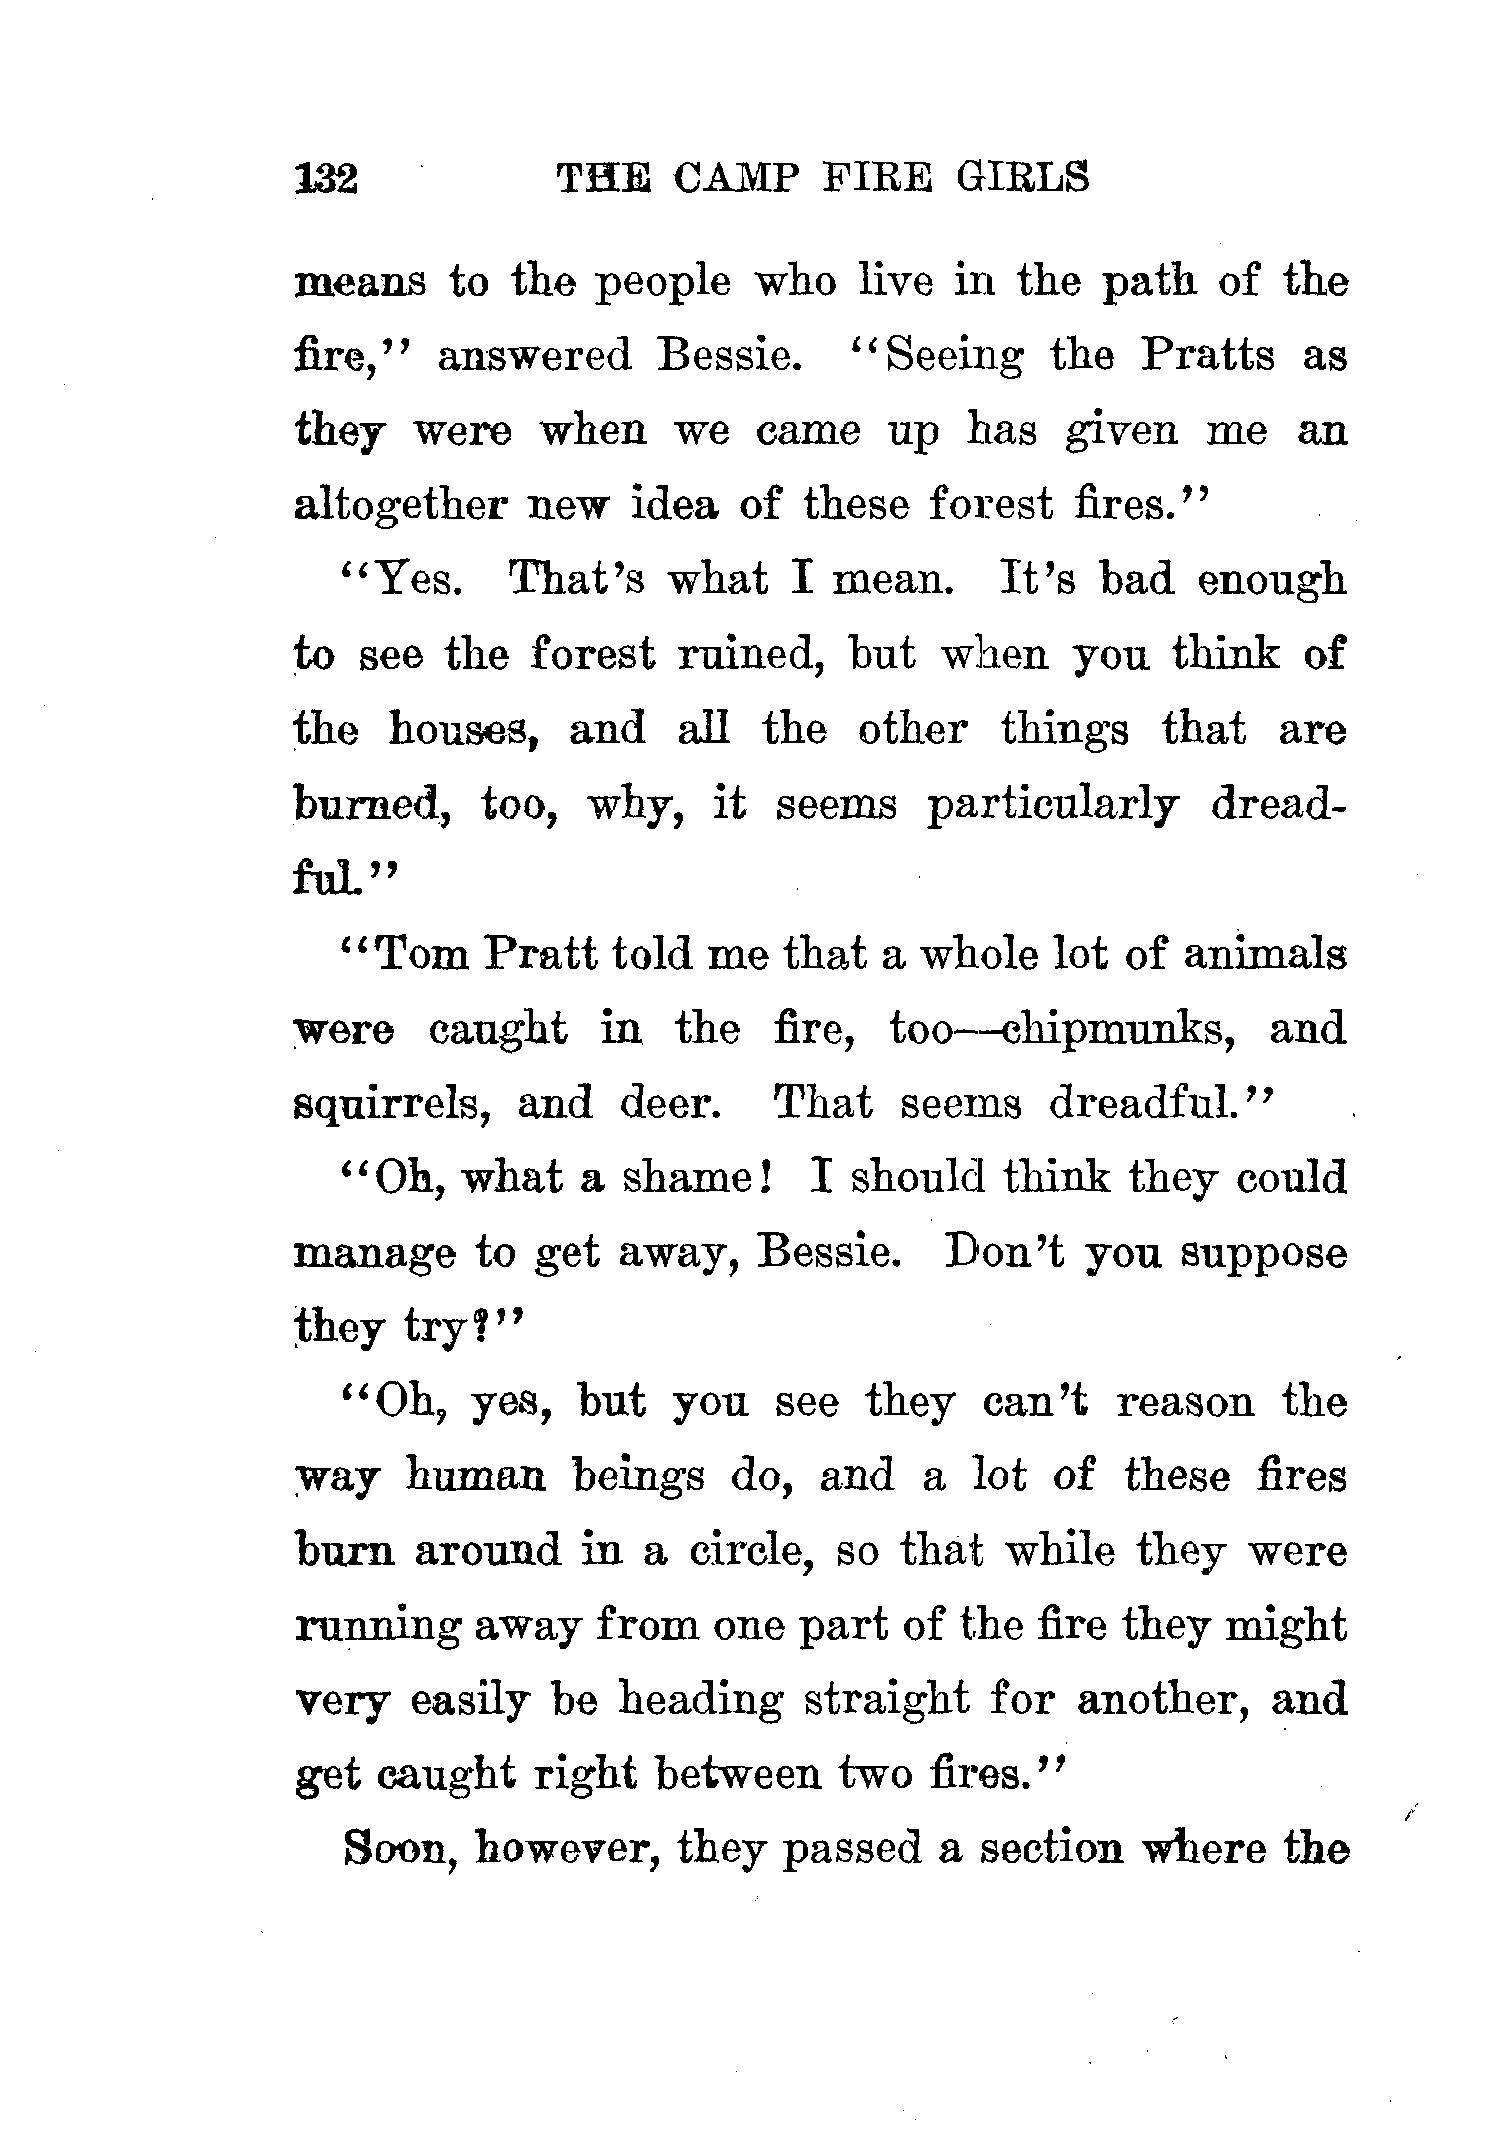 132 THE CAMP FIRE GIRLS
means to the people who live in the path of the
fire,'' answered Bessie. ''Seeing the Pratts as
they were when we came up has given me an
altogether new idea of these forest fires.''
''Yes. That's what I mean. It's bad enough
to see the forest ruined, but when you think of
the houses, and all the other things that are
burned, too, why, it seems particularly dread-
ful.''
''Tom Pratt told me that a whole lot of animals
were caught in the fire, too—chipmunks, and
squirrels, and deer. That seems dreadful.''
''Oh, what a shame! I should think they could
manage to get away, Bessie. Don't you suppose
they try?''
''Oh, yes, but you see they can't reason the
way human beings do, and a lot of these fires
burn around in a circle, so that while they were
running away from one part of the fire they might
very easily be heading straight for another, and
get caught right between two fires.''
Soon, however, they passed a section where the